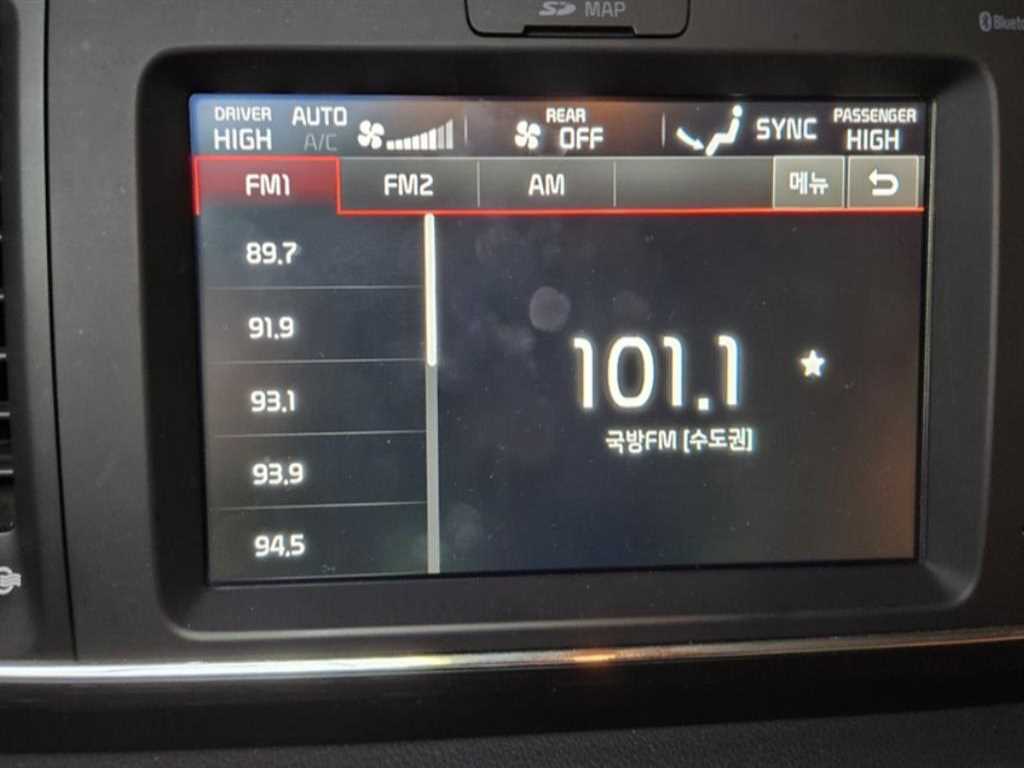 SD MAP
Blueto
DRIVER AUTO REAR PASSENGER
HIGH A/C OFF SYNC HIGH
FM1 FM2 AM 메뉴
89.7
91.9
93.1
93.9
94.5
101.1
국방FM [수도권]